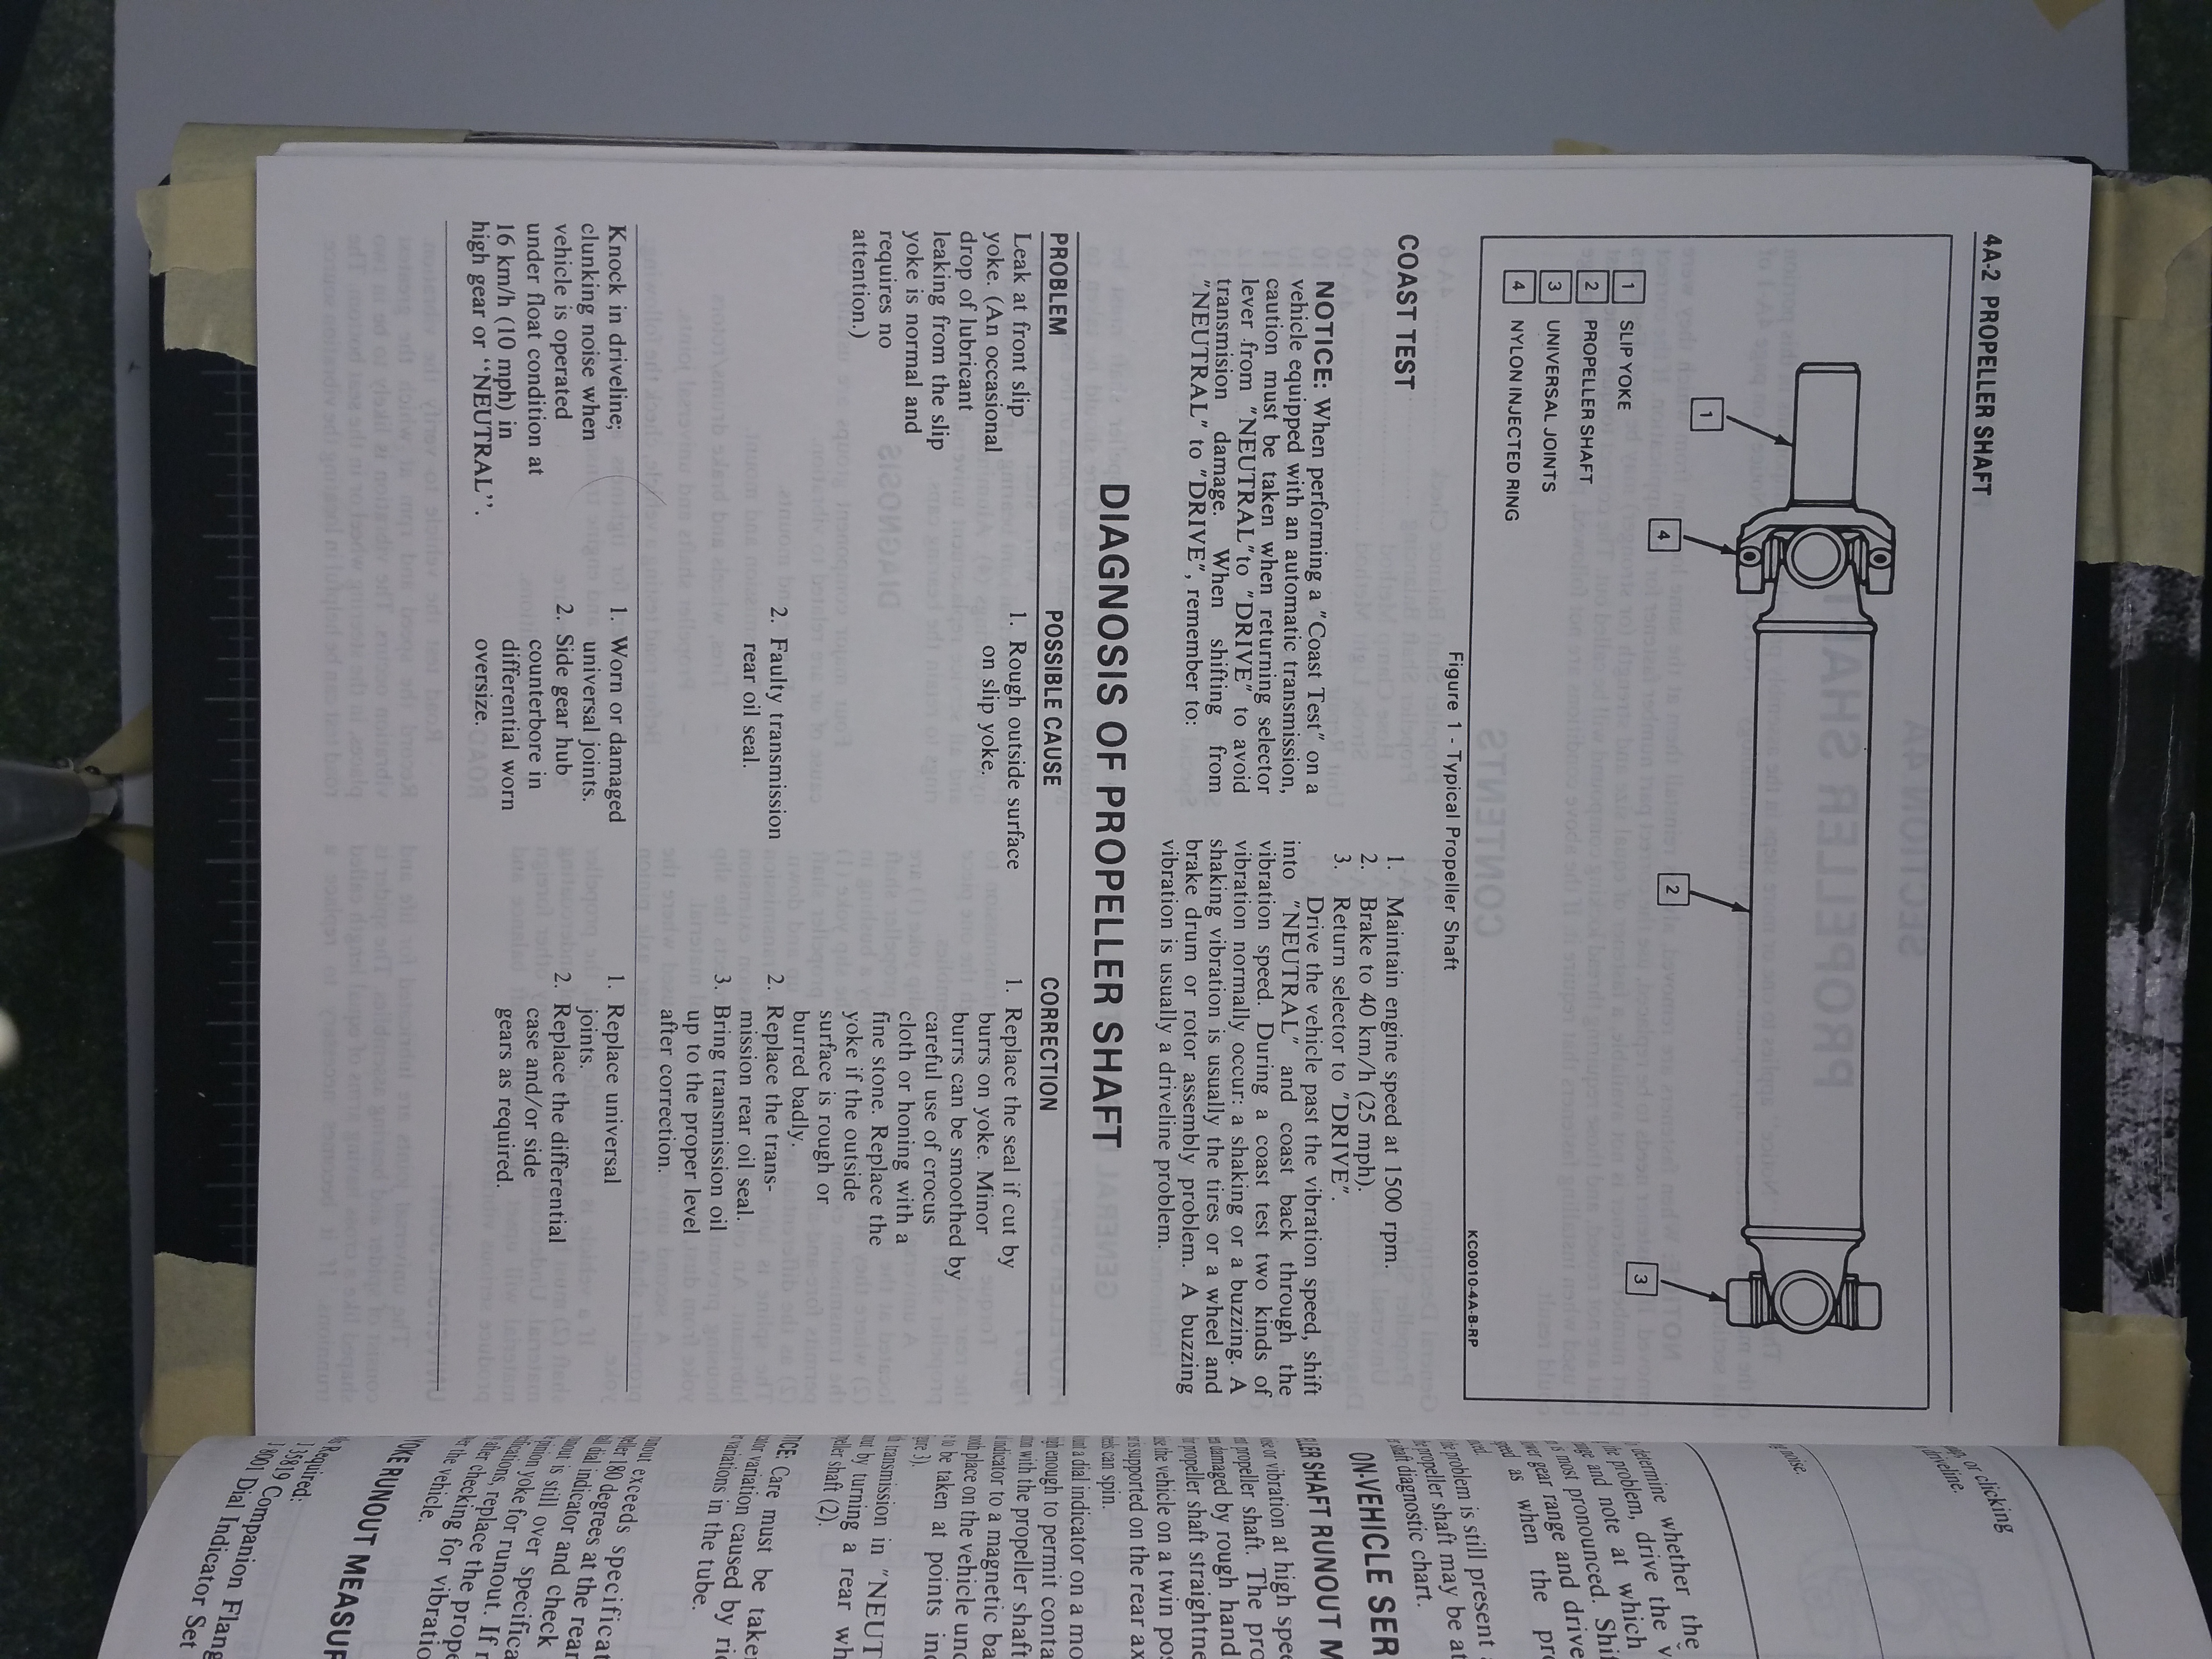 4A-2 PROPELLER SHAFT
1
4
2
3
1 SLIP YOKE
2 PROPELLER SHAFT
3 UNIVERSAL JOINTS
4 NYLON INJECTED RING
KC0010-4A-B-RP
Figure 1 - Typical Propeller Shaft
COAST TEST
NOTICE: When performing a "Coast Test" on a
vehicle equipped with an automatic transmission,
caution must be taken when returning selector
lever from "NEUTRAL"to "DRIVE" to avoid
transmision damage. When shifting from
"NEUTRAL" to "DRIVE", remember to:
1. Maintain engine speed at 1500 rpm.
2. Brake to 40 km/h (25 mph).
3. Return selector to "DRIVE".
Drive the vehicle past the vibration speed, shift
into "NEUTRAL" and coast back through the
vibration speed. During a coast test two kinds of
vibration normally occur: a shaking or a buzzing. A
shaking vibration is usually the tires or a wheel and
brake drum or rotor assembly problem. A buzzing
vibration is usually a driveline problem.
DIAGNOSIS OF PROPELLER SHAFT
PROBLEM POSSIBLE CAUSE CORRECTION
Leak at front slip
yoke. (An occasional
drop of lubricant
leaking from the slip
yoke is normal and
requires no
attention.)
1. Rough outside surface
on slip yoke.
2. Faulty transmission
rear oil seal.
1. Replace the seal if cut by
burrs on yoke. Minor
burrs can be smoothed by
careful use of crocus
cloth or honing with a
fine stone. Replace the
yoke if the outside
surface is rough or
burred badly.
2. Replace the trans-
mission rear oil seal.
3. Bring transmission oil
up to the proper level
after correction.
Knock in driveline;
clunking noise when
vehicle is operated
under float condition at
16 km/h (10 mph) in
high gear or ‘‘NEUTRAL’’.
1. Worn or damaged
universal joints.
2. Side gear hub
counterbore in
differential worn
oversize.
1. Replace universal
joints.
2. Replace the differential
case and/or side
gears as required.
or clicking
driveline.
noise.
determine whether the
problem, drive the v
and note at which
is most pronounced. Shif
gear range and drive
as when the pro
problem is still present
propeller shaft may be at
shaft diagnostic chart.
ON-VEHICLE SER
SHAFT RUNOUT M
or vibration at high spee
propeller shaft. The pro
damaged by rough hand
propeller shaft straightne
the vehicle on a twin pos
is supported on the rear ax
can spin.
a dial indicator on a mo
enough to permit conta
with the propeller shaft
indicator to a magnetic ba
place on the vehicle und
to be taken at points ind
3).
transmission in "NEUT
by turning a rear wh
shaft (2).
Care must be taken
variation caused by rid
variations in the tube.
exceeds specificat
180 degrees at the rear
dial indicator and check
is still over specifica
yoke for runout. If r
replace the prope
checking for vibratio
the vehicle.
RUNOUT MEASUR
Required:
Companion Flang
Dial Indicator Set